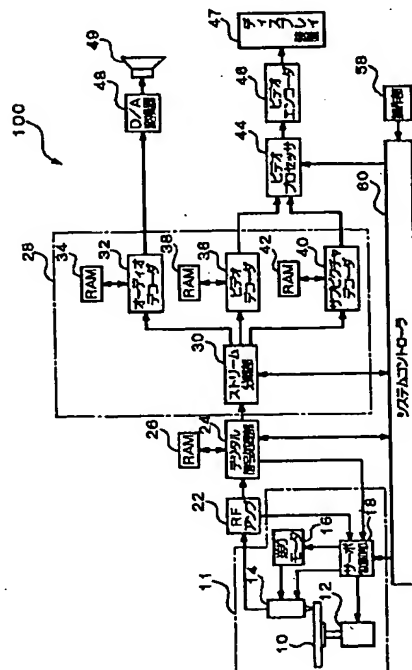 100
49
48
D/A
変換器
47
ディスプレイ
装置
46
ビデオ
エンコーダ
44
ビデオ
プロセッサ
58
操作部
60
システムコントローラ
28
34
RAM
32
オーディオ
デコーダ
38
RAM
36
ビデオ
デコーダ
42
RAM
40
サブピクチャ
デコーダ
30
ストリーム
分離部
26
RAM
24
デジタル
信号処理部
22
RF
アンプ
11
14
16
モータ
18
サーボ
10
12